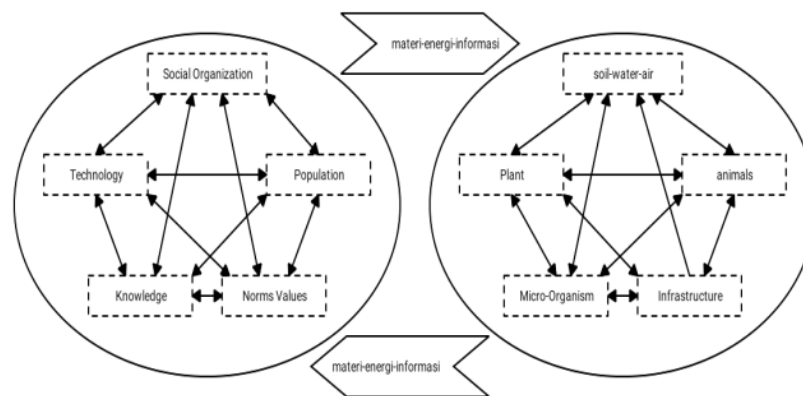 materi-energi-informasi
Social Organization
soil-water-air
Technology
Population
Plant
animals
Knowledge
Norms Values
Micro-Organism
Infrastructure
materi-energi-informasi